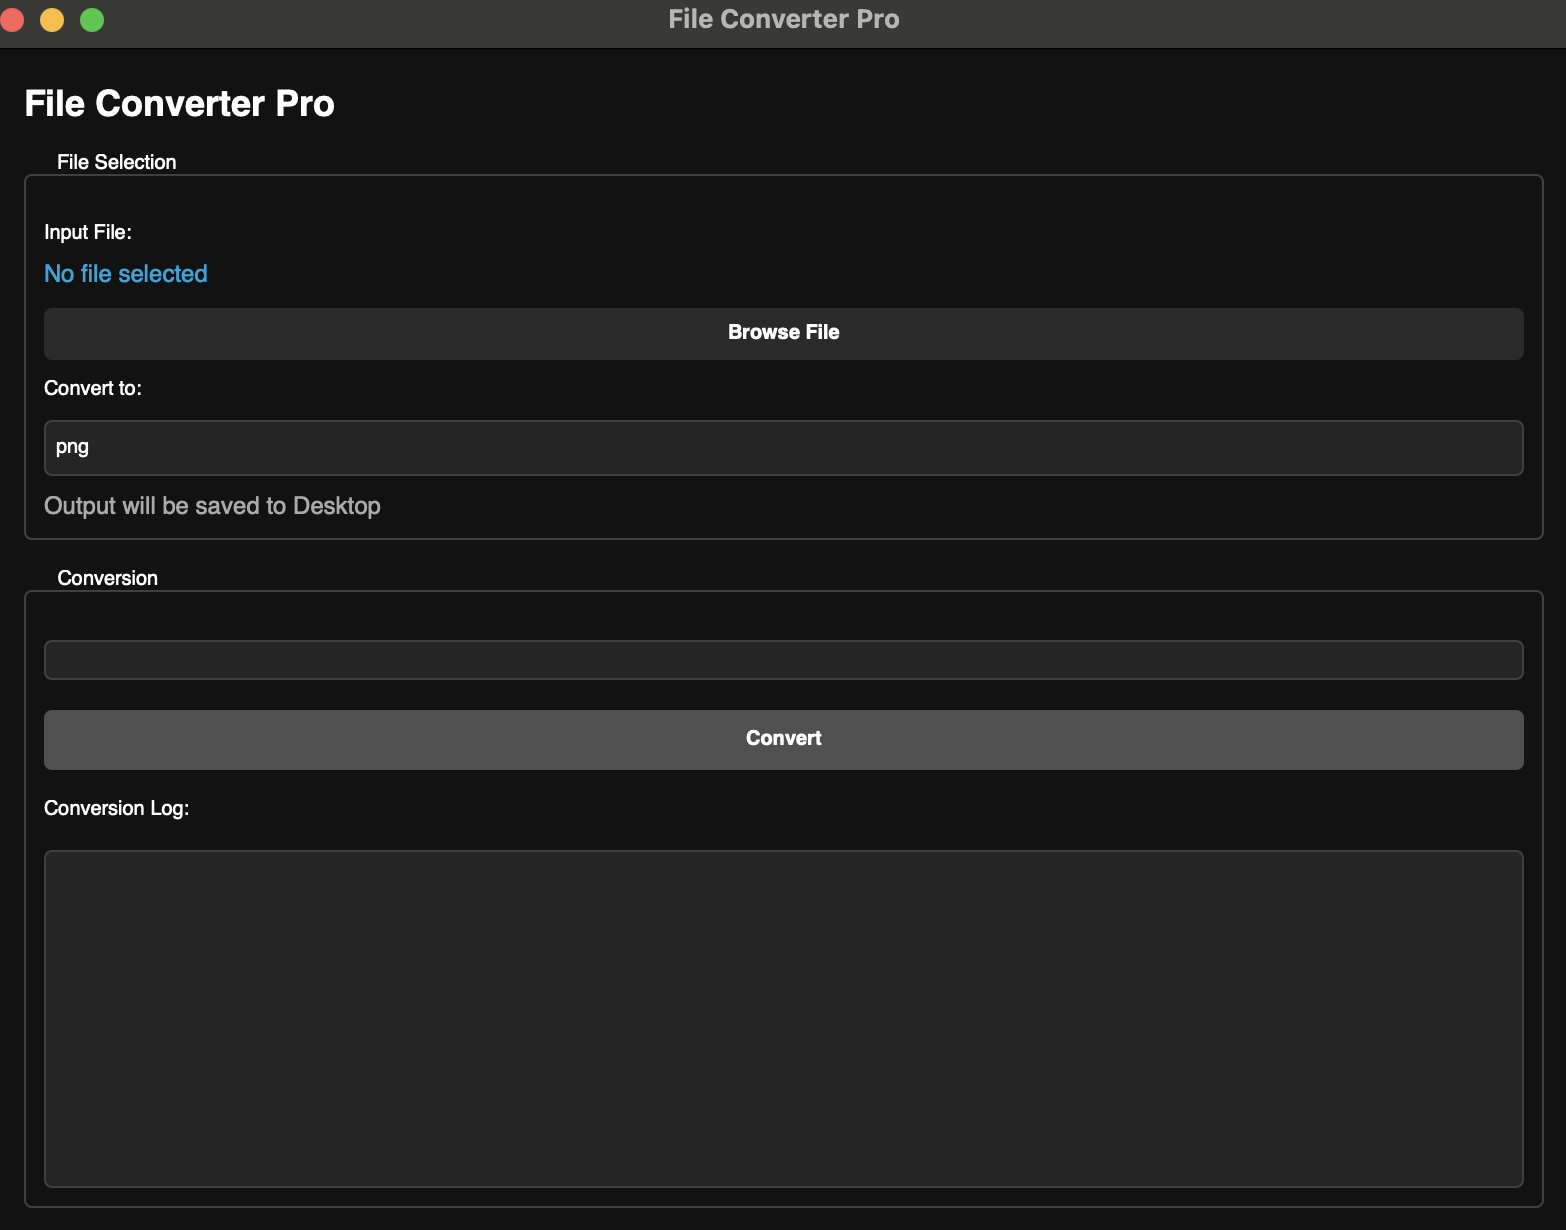 File Converter Pro
File Converter Pro
File Selection
Input File:
No file selected
Browse File
Convert to:
png
Output will be saved to Desktop
Conversion
Convert
Conversion Log: